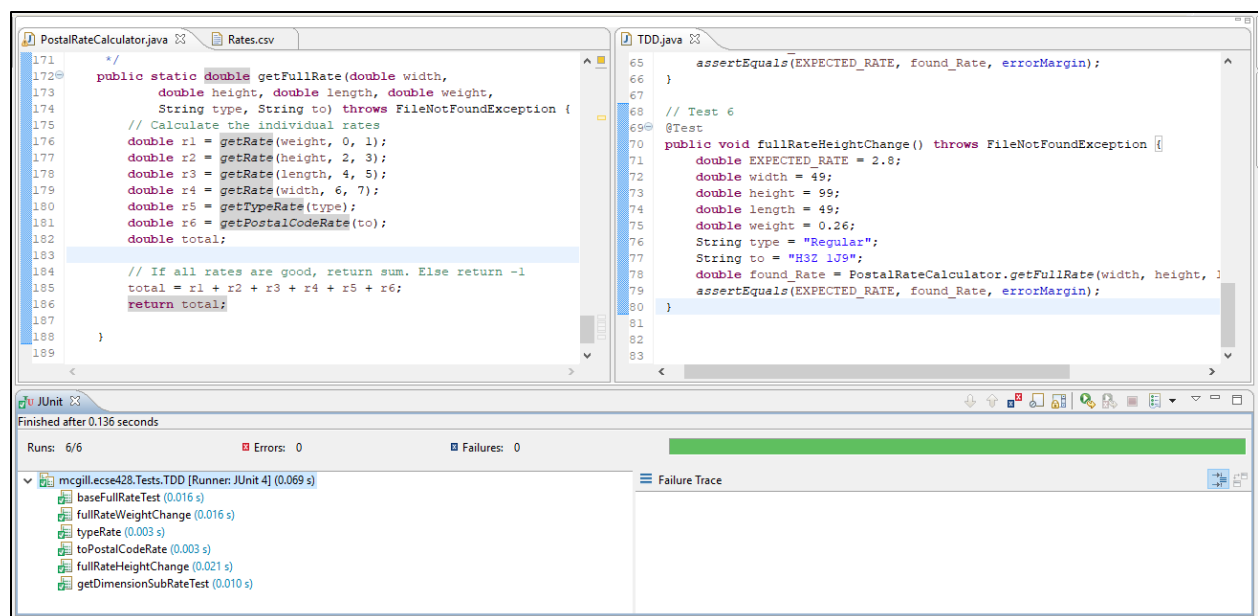 PostalRateCalculator.java
Rates.csv
171 */
172 public static double getFullRate(double width,
173 double height, double length, double weight,
174 String type, String to) throws FileNotFoundException {
175 // Calculate the individual rates
176 double r1 = getRate(weight, 0, 1);
177 double r2 = getRate(height, 2, 3);
178 double r3 = getRate(length, 4, 5);
179 double r4 = getRate(width, 6, 7);
180 double r5 = getTypeRate(type);
181 double r6 = getPostalCodeRate(to);
182 double total;
183
184 // If all rates are good, return sum. Else return -1
185 total = r1 + r2 + r3 + r4 + r5 + r6;
186 return total;
187
188 }
189
TDD.java
65 assertEquals(EXPECTED_RATE, found_Rate, errorMargin);
66 }
67
68 // Test 6
69 @Test
70 public void fullRateHeightChange() throws FileNotFoundException {
71 double EXPECTED_RATE = 2.8;
72 double width = 49;
73 double height = 99;
74 double length = 49;
75 double weight = 0.26;
76 String type = "Regular";
77 String to = "H3Z 1J9";
78 double found_Rate = PostalRateCalculator.getFullRate(width, height, l
79 assertEquals(EXPECTED_RATE, found_Rate, errorMargin);
80 }
81
82
83
JUnit
Finished after 0.136 seconds
Runs: 6/6 Errors: 0 Failures: 0
mcgill.ecse428.Tests.TDD [Runner: JUnit 4] (0.069 s)
baseFullRateTest (0.016 s)
fullRateWeightChange (0.016 s)
typeRate (0.003 s)
toPostalCodeRate (0.003 s)
fullRateHeightChange (0.021 s)
getDimensionSubRateTest (0.010 s)
Failure Trace